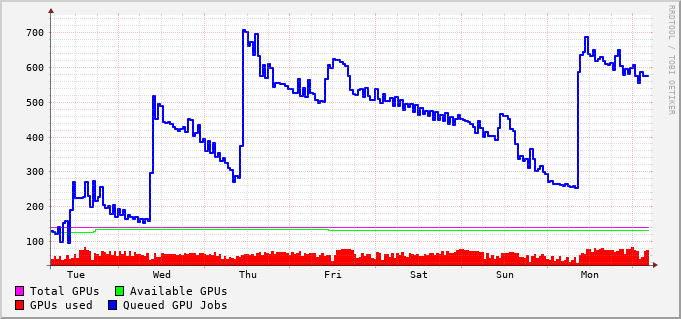 700
600
500
400
300
200
100
Tue Wed Thu Fri Sat Sun Mon
Total GPUs Available GPUs
GPUs used Queued GPU Jobs
RRDTOOL / TOBI OETIKER